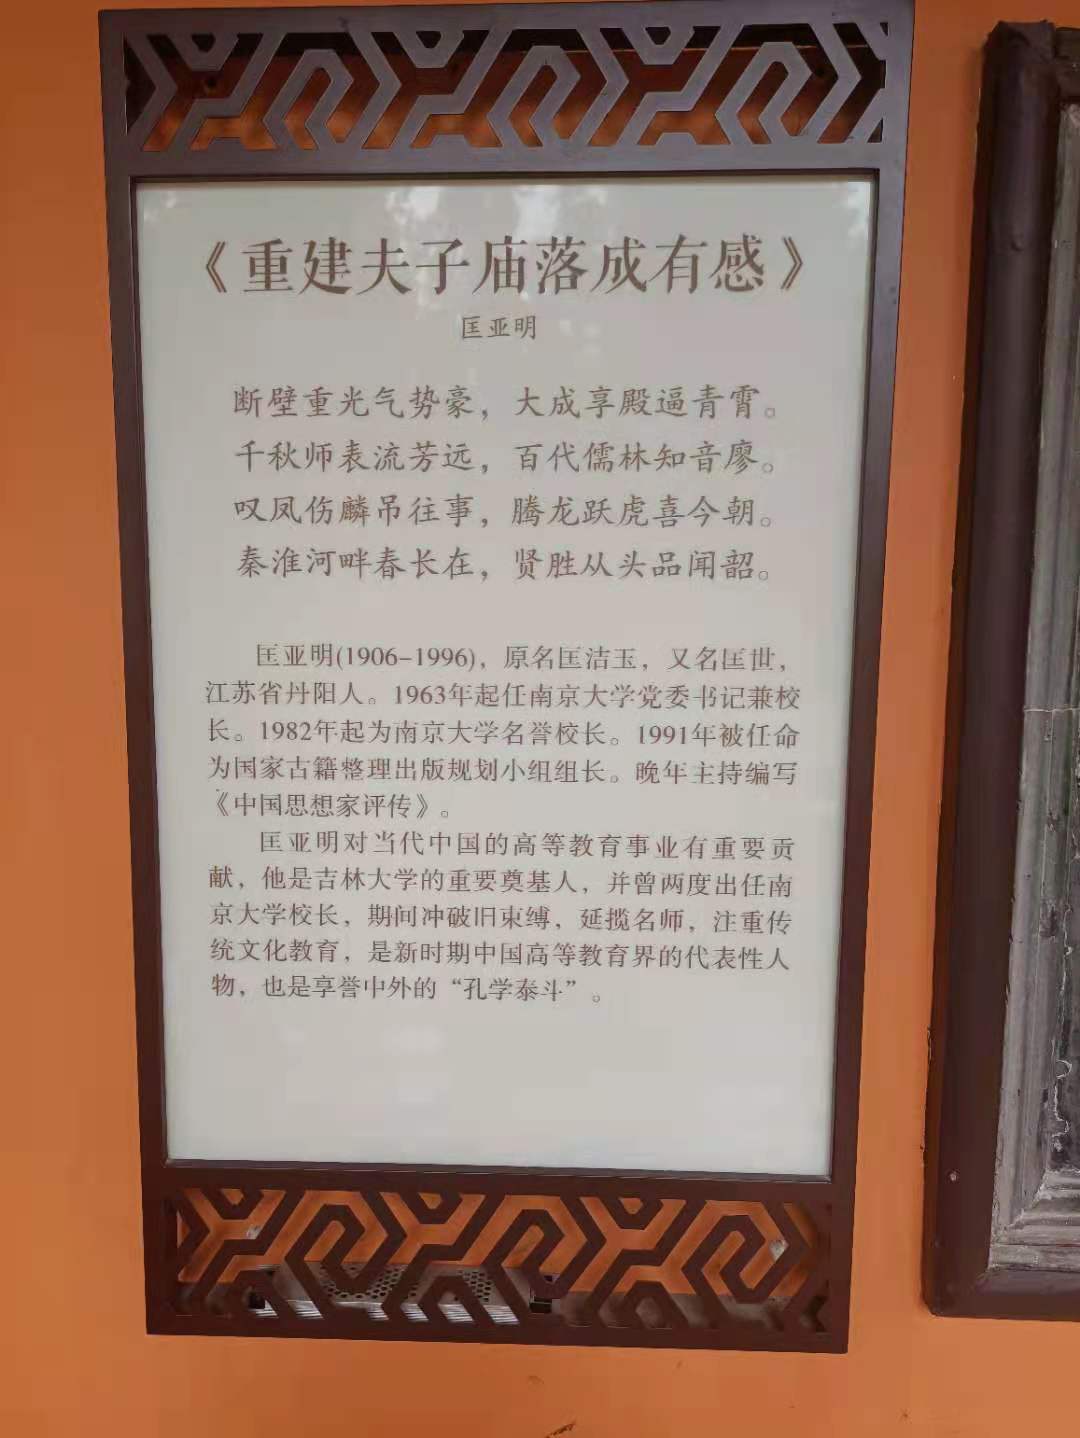 《重建夫子庙落成有感》
匡亚明
断壁重光气势豪，大成享殿逼青霄。
千秋师表流芳远，百代儒林知音廖。
叹凤伤麟吊往事，腾龙跃虎喜今朝。
秦淮河畔春长在，贤胜从头品闻韶。
匡亚明(1906-1996)，原名匡洁玉，又名匡世，
江苏省丹阳人。1963年起任南京大学党委书记兼校
长。1982年起为南京大学名誉校长。1991年被任命
为国家古籍整理出版规划小组组长。晚年主持编写
《中国思想家评传》。
匡亚明对当代中国的高等教育事业有重要贡
献，他是吉林大学的重要奠基人，并曾两度出任南
京大学校长，期间冲破旧束缚，延揽名师，注重传
统文化教育，是新时期中国高等教育界的代表性人
物，也是享誉中外的“孔学泰斗”。